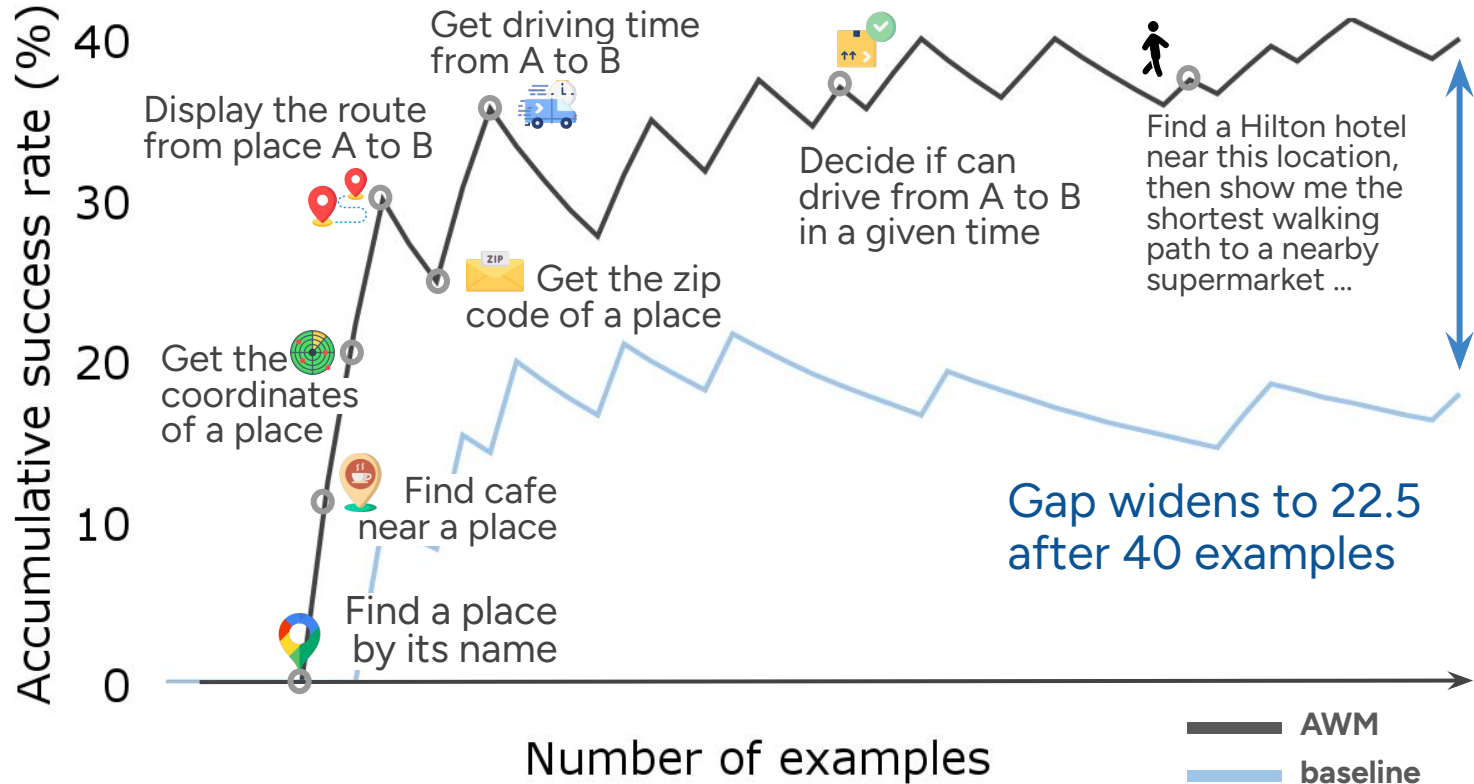 Accumulative success rate (%)
40
30
20
10
0
Get driving time
from A to B
Display the route
from place A to B
Decide if can
drive from A to B
in a given time
Find a Hilton hotel
near this location,
then show me the
shortest walking
path to a nearby
supermarket ...
ZIP
Get the zip
code of a place
Get the
coordinates
of a place
Find cafe
near a place
Gap widens to 22.5
after 40 examples
Find a place
by its name
Number of examples
AWM
baseline